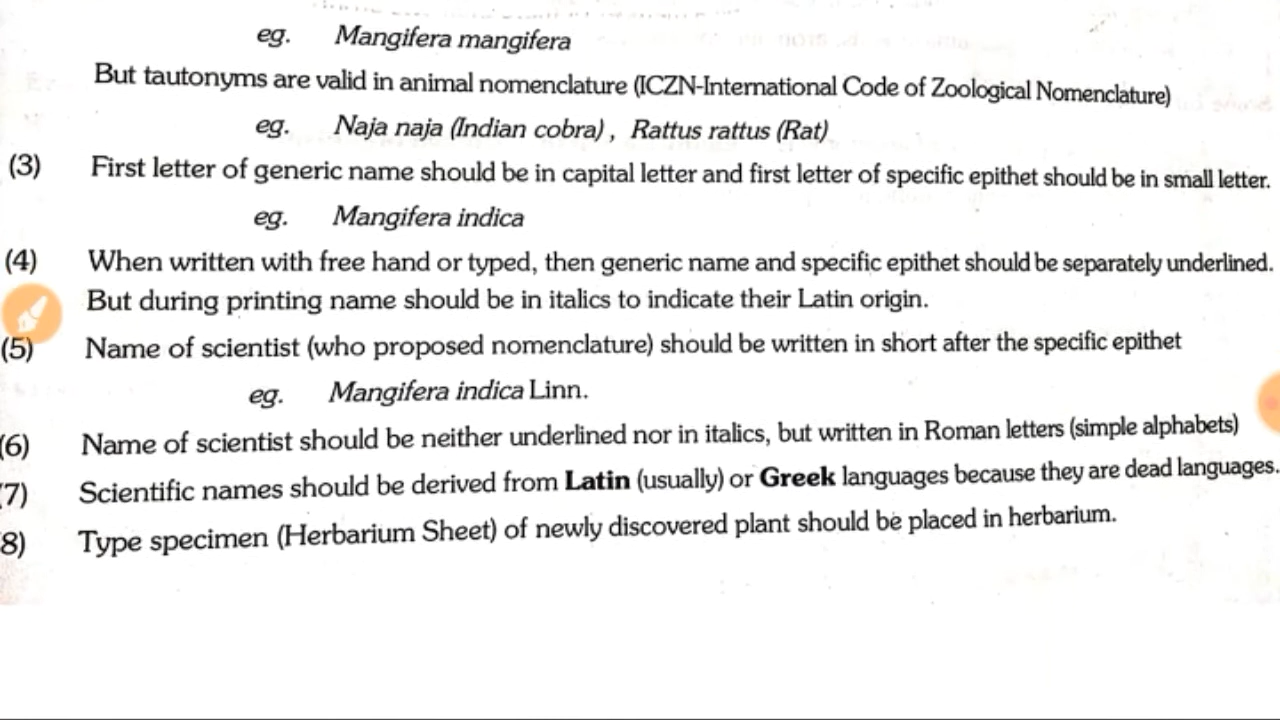 eg. Mangifera mangifera
But tautonyms are valid in animal nomenclature (ICZN-International Code of Zoological Nomenclature)
eg. Naja naja (Indian cobra) , Rattus rattus (Rat)
(3) First letter of generic name should be in capital letter and first letter of specific epithet should be in small letter.
eg. Mangifera indica
(4) When written with free hand or typed, then generic name and specific epithet should be separately underlined.
But during printing name should be in italics to indicate their Latin origin.
(5) Name of scientist (who proposed nomenclature) should be written in short after the specific epithet
eg. Mangifera indica Linn.
(6) Name of scientist should be neither underlined nor in italics, but written in Roman letters (simple alphabets)
(7) Scientific names should be derived from Latin (usually) or Greek languages because they are dead languages.
8) Type specimen (Herbarium Sheet) of newly discovered plant should be placed in herbarium.